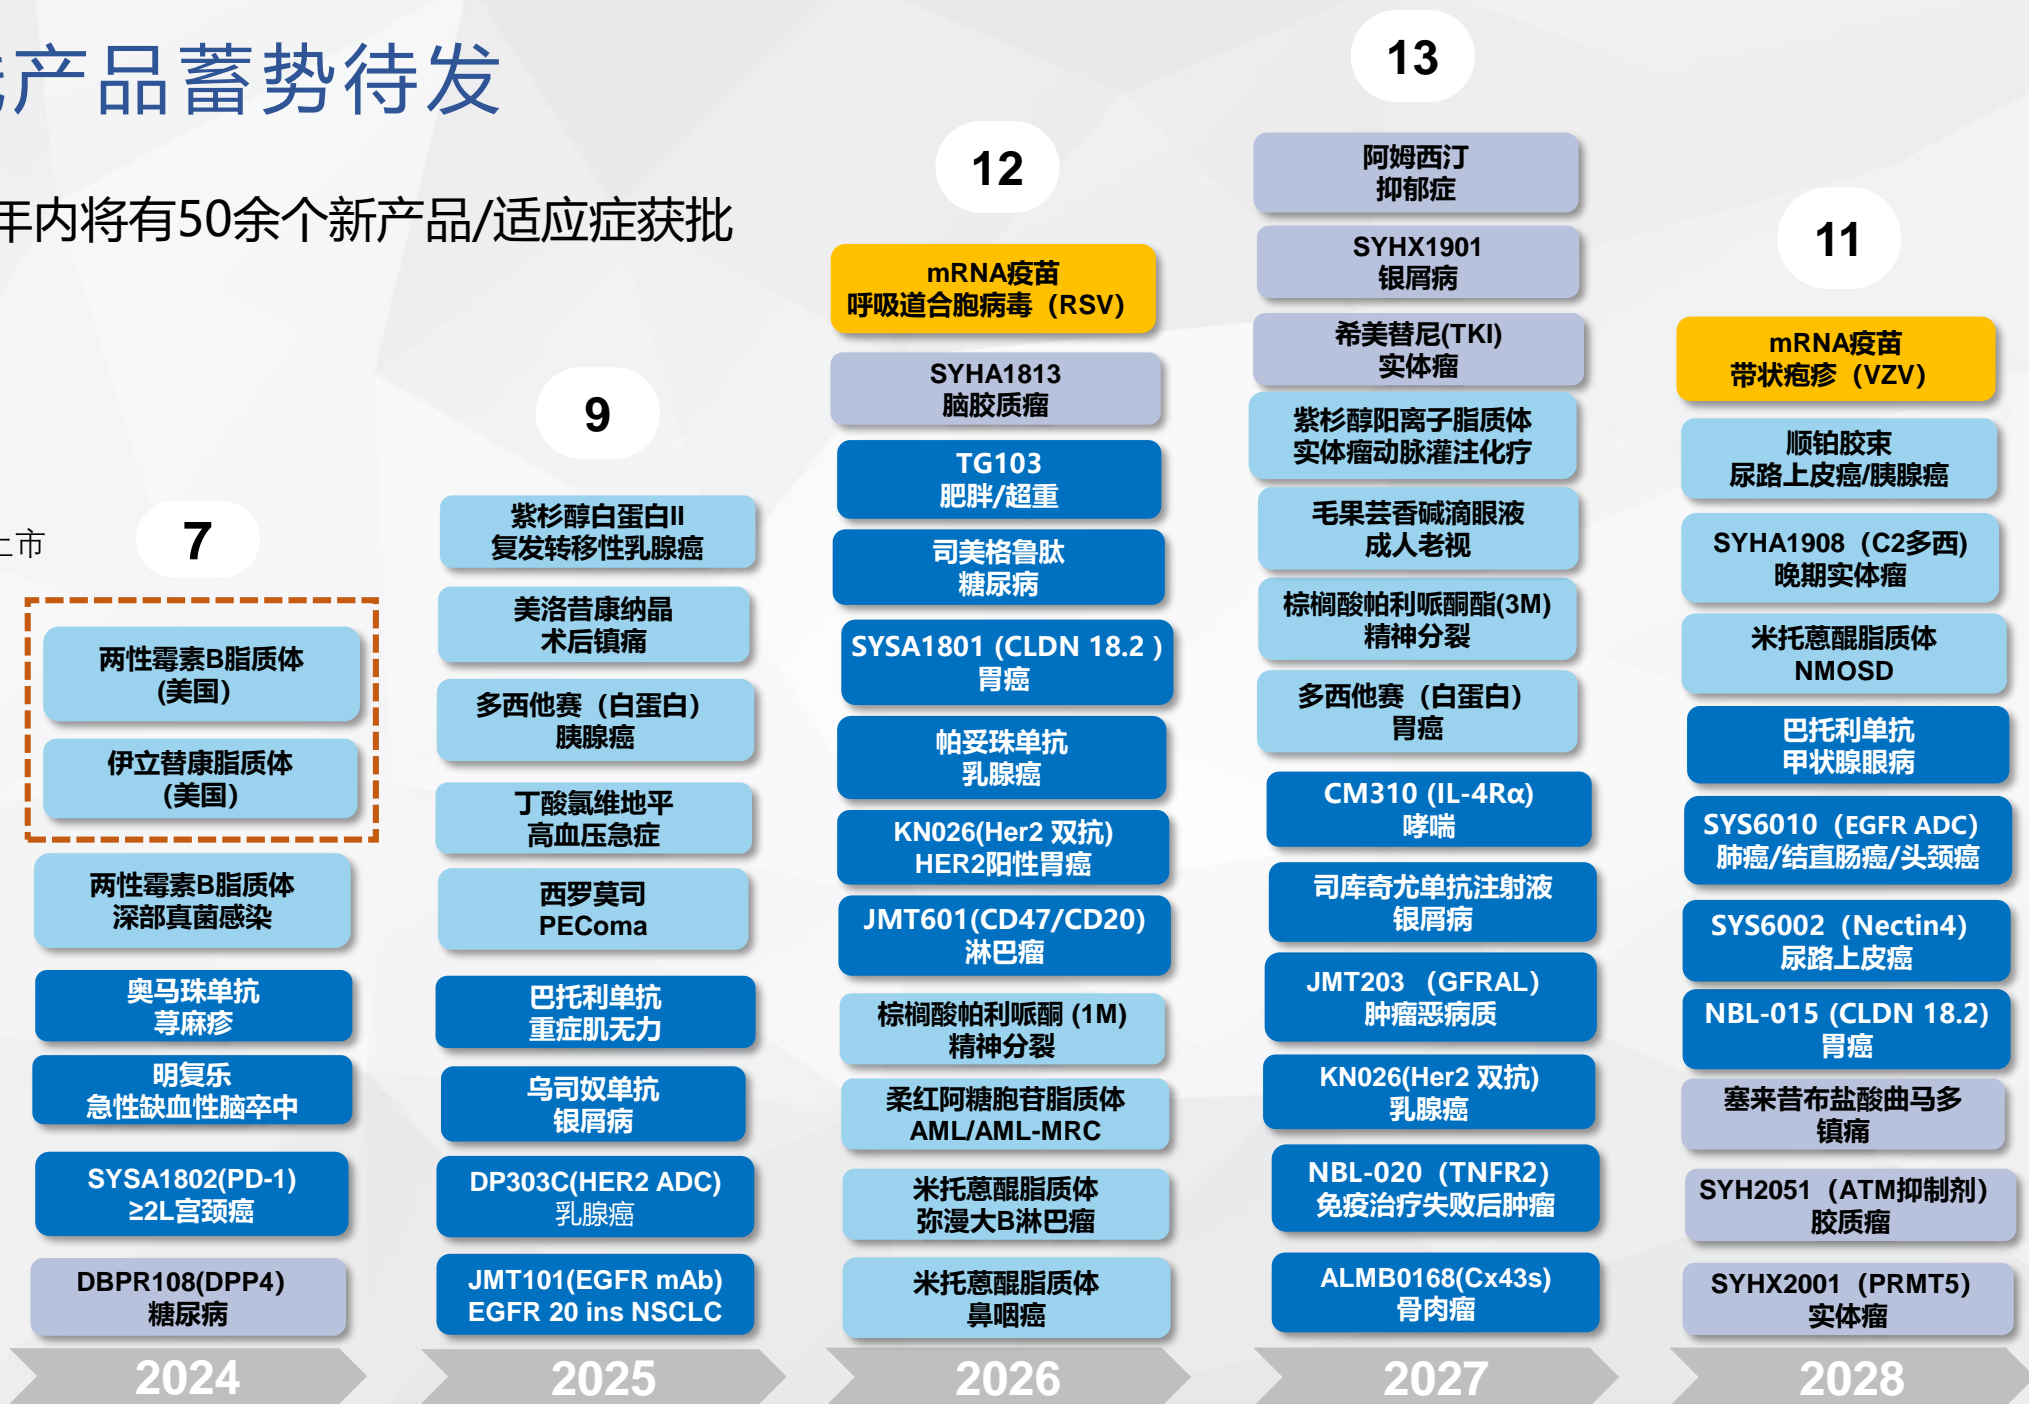 产品蓄势待发
年内将有50余个新产品/适应症获批
上市
7
两性霉素B脂质体
(美国)
伊立替康脂质体
(美国)
两性霉素B脂质体
深部真菌感染
奥马珠单抗
荨麻疹
明复乐
急性缺血性脑卒中
SYSA1802(PD-1)
≥2L宫颈癌
DBPR108(DPP4)
糖尿病
2024
9
紫杉醇白蛋白II
复发转移性乳腺癌
美洛昔康纳晶
术后镇痛
多西他赛（白蛋白）
胰腺癌
丁酸氯维地平
高血压急症
西罗莫司
PEComa
巴托利单抗
重症肌无力
乌司奴单抗
银屑病
DP303C(HER2 ADC)
乳腺癌
JMT101(EGFR mAb)
EGFR 20 ins NSCLC
2025
12
mRNA疫苗
呼吸道合胞病毒（RSV）
SYHA1813
脑胶质瘤
TG103
肥胖/超重
司美格鲁肽
糖尿病
SYSA1801 (CLDN 18.2 )
胃癌
帕妥珠单抗
乳腺癌
KN026(Her2 双抗)
HER2阳性胃癌
JMT601(CD47/CD20)
淋巴瘤
棕榈酸帕利哌酮 (1M)
精神分裂
柔红阿糖胞苷脂质体
AML/AML-MRC
米托蒽醌脂质体
弥漫大B淋巴瘤
米托蒽醌脂质体
鼻咽癌
2026
13
阿姆西汀
抑郁症
SYHX1901
银屑病
希美替尼(TKI)
实体瘤
紫杉醇阳离子脂质体
实体瘤动脉灌注化疗
毛果芸香碱滴眼液
成人老视
棕榈酸帕利哌酮酯(3M)
精神分裂
多西他赛（白蛋白）
胃癌
CM310 (IL-4Rα)
哮喘
司库奇尤单抗注射液
银屑病
JMT203 （GFRAL）
肿瘤恶病质
KN026(Her2 双抗)
乳腺癌
NBL-020（TNFR2）
免疫治疗失败后肿瘤
ALMB0168(Cx43s)
骨肉瘤
2027
11
mRNA疫苗
带状疱疹（VZV）
顺铂胶束
尿路上皮癌/胰腺癌
SYHA1908（C2多西)
晚期实体瘤
米托蒽醌脂质体
NMOSD
巴托利单抗
甲状腺眼病
SYS6010（EGFR ADC）
肺癌/结直肠癌/头颈癌
SYS6002（Nectin4）
尿路上皮癌
NBL-015 (CLDN 18.2)
胃癌
塞来昔布盐酸曲马多
镇痛
SYH2051（ATM抑制剂）
胶质瘤
SYHX2001（PRMT5）
实体瘤
2028